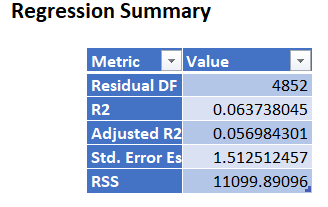 Regression Summary
Metric Value
Residual DF 4852
R2 0.063738045
Adjusted R2 0.056984301
Std. Error Es 1.512512457
RSS 11099.89096